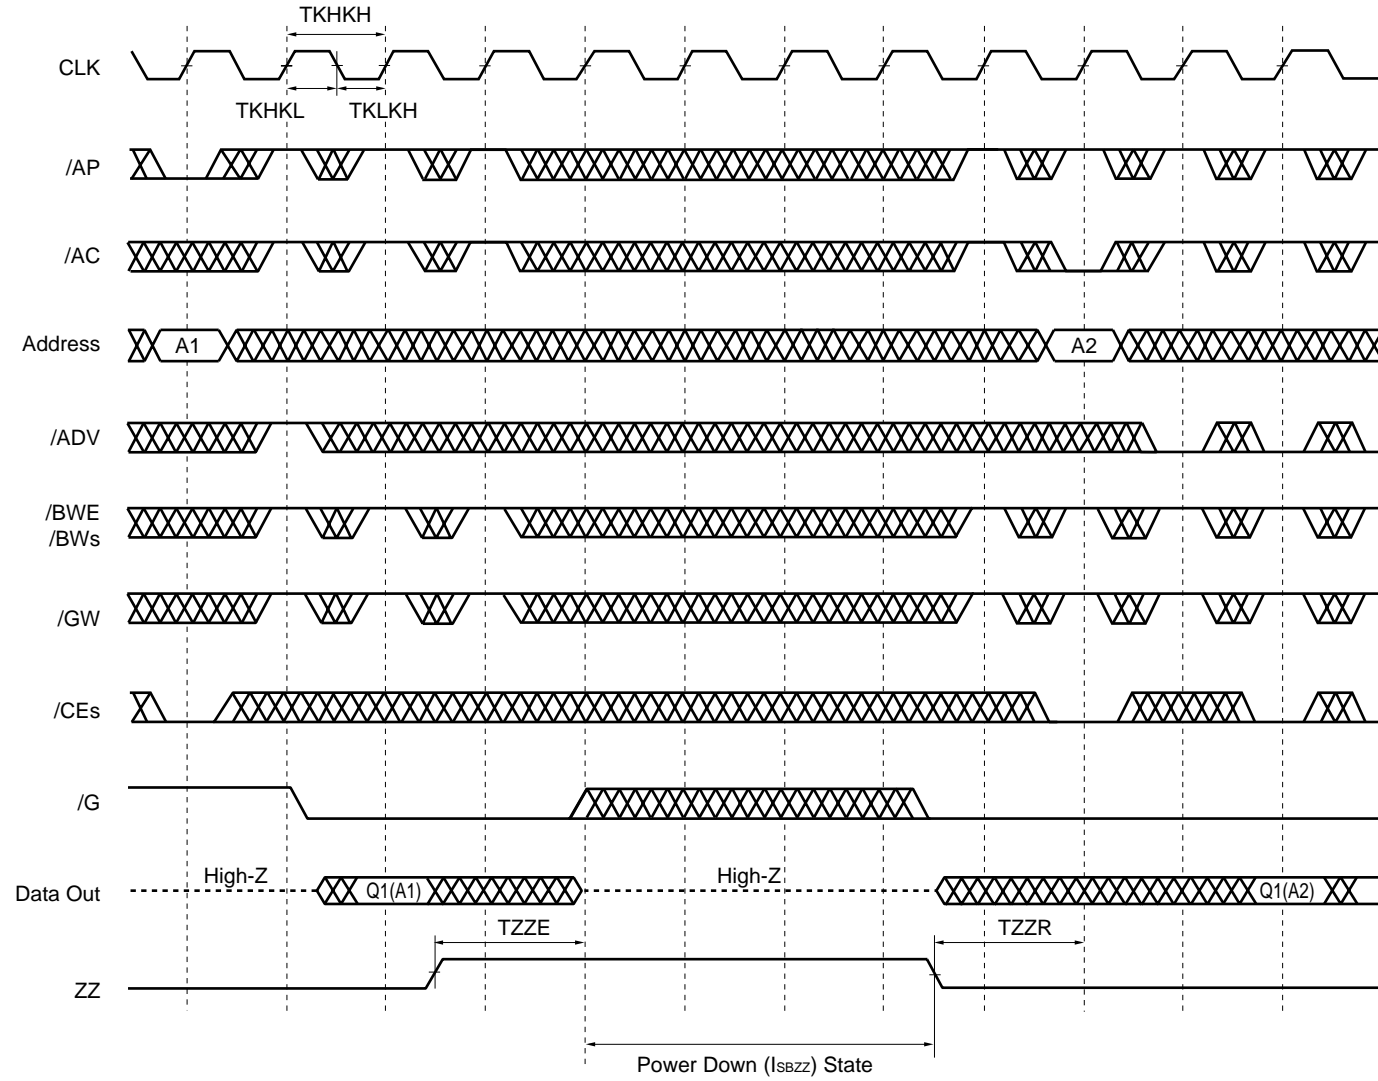 TKHKH
CLK
TKHKL
TKLKH
/AP
/AC
Address
A1
A2
/ADV
/BWE
/BWs
/GW
/CEs
/G
High-Z
High-Z
Data Out
Q1(A1)
Q1(A2)
TZZE
TZZR
ZZ
Power Down (ISBZZ) State